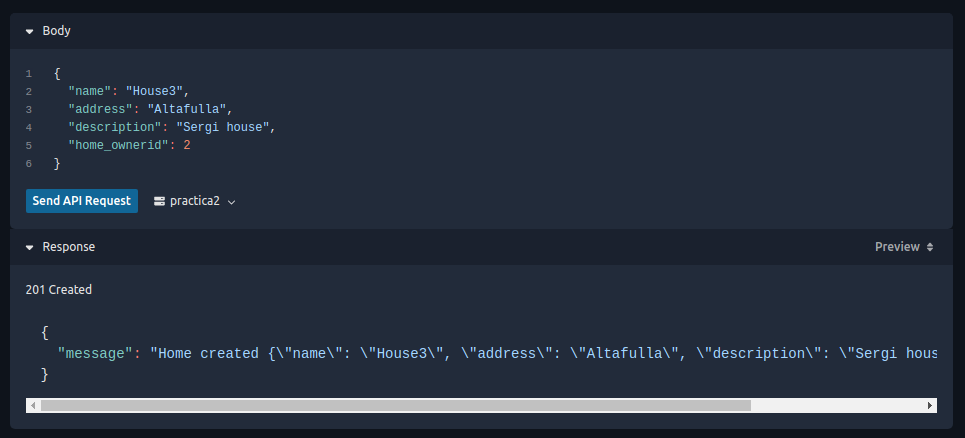 Body
1 {
2 "name": "House3",
3 "address": "Altafulla",
4 "description": "Sergi house",
5 "home_ownerid": 2
6 }
Send API Request practica2
Response Preview
201 Created
{
"message": "Home created {\"name\": \"House3\", \"address\": \"Altafulla\", \"description\": \"Sergi hous
}